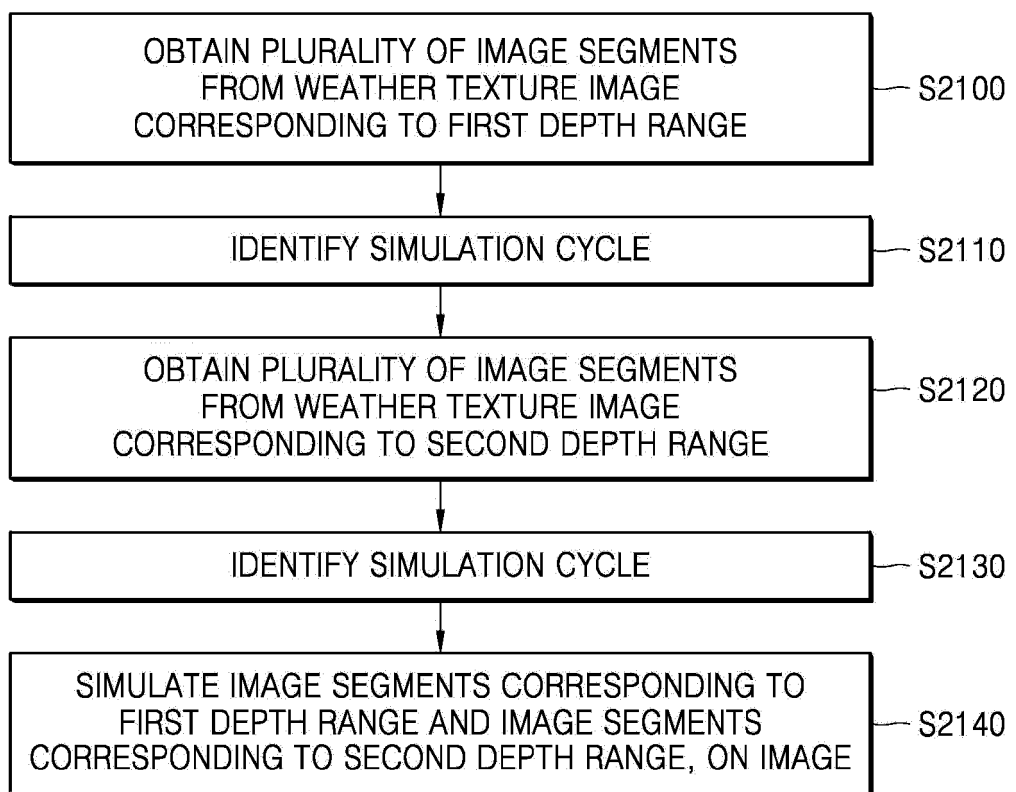 OBTAIN PLURALITY OF IMAGE SEGMENTS
FROM WEATHER TEXTURE IMAGE
CORRESPONDING TO FIRST DEPTH RANGE
S2100
IDENTIFY SIMULATION CYCLE
S2110
OBTAIN PLURALITY OF IMAGE SEGMENTS
FROM WEATHER TEXTURE IMAGE
CORRESPONDING TO SECOND DEPTH RANGE
S2120
IDENTIFY SIMULATION CYCLE
S2130
SIMULATE IMAGE SEGMENTS CORRESPONDING TO
FIRST DEPTH RANGE AND IMAGE SEGMENTS
CORRESPONDING TO SECOND DEPTH RANGE, ON IMAGE
S2140